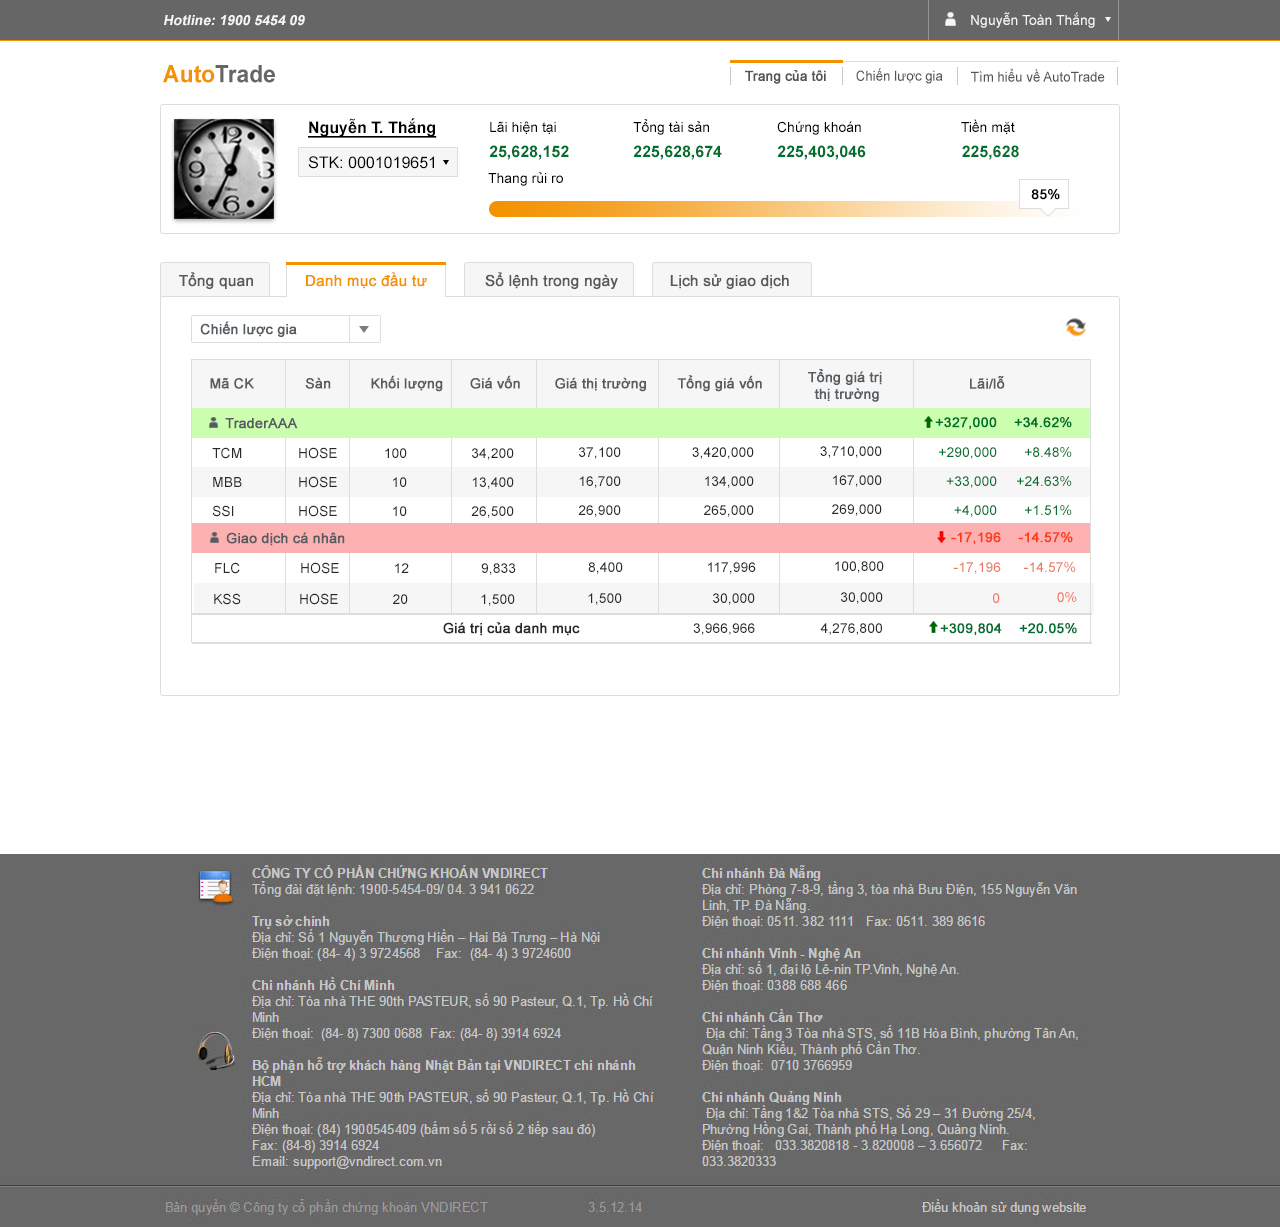 Hotline: 1900 5454 09
Nguyễn Toàn Thắng
AutoTrade
Trang của tôi
Chiến lược gia
Tìm hiểu về AutoTrade
Nguyễn T. Thắng
STK: 0001019651
Lãi hiện tại
Tổng tài sản
Chứng khoán
Tiền mặt
25,628,152
225,628,674
225,403,046
225,628
Thang rủi ro
85%
Tổng quan
Danh mục đầu tư
Sổ lệnh trong ngày
Lịch sử giao dịch
Chiến lược gia
Mã CK Sàn Khối lượng Giá vốn Giá thị trường Tổng giá vốn Tổng giá trị
thị trường Lãi/lỗ
TraderAAA +327,000 +34.62%
TCM HOSE 100 34,200 37,100 3,420,000 3,710,000 +290,000 +8.48%
MBB HOSE 10 13,400 16,700 134,000 167,000 +33,000 +24.63%
SSI HOSE 10 26,500 26,900 265,000 269,000 +4,000 +1.51%
Giao dịch cá nhân -17,196 -14.57%
FLC HOSE 12 9,833 8,400 117,996 100,800 -17,196 -14.57%
KSS HOSE 20 1,500 1,500 30,000 30,000 0 0%
Giá trị của danh mục 3,966,966 4,276,800 +309,804 +20.05%
CÔNG TY CỔ PHẦN CHỨNG KHOÁN VNDIRECT
Tổng đài đặt lệnh: 1900-5454-09/ 04. 3 941 0622
Trụ sở chính
Địa chỉ: Số 1 Nguyễn Thượng Hiền – Hai Bà Trưng – Hà Nội
Điện thoại: (84- 4) 3 9724568 Fax: (84- 4) 3 9724600
Chi nhánh Hồ Chí Minh
Địa chỉ: Tòa nhà THE 90th PASTEUR, số 90 Pasteur, Q.1, Tp. Hồ Chí
Minh
Điện thoại: (84- 8) 7300 0688 Fax: (84- 8) 3914 6924
Bộ phận hỗ trợ khách hàng Nhật Bản tại VNDIRECT chi nhánh
HCM
Địa chỉ: Tòa nhà THE 90th PASTEUR, số 90 Pasteur, Q.1, Tp. Hồ Chí
Minh
Điện thoại: (84) 1900545409 (bấm số 5 rồi số 2 tiếp sau đó)
Fax: (84-8) 3914 6924
Email: support@vndirect.com.vn
Chi nhánh Đà Nẵng
Địa chỉ: Phòng 7-8-9, tầng 3, tòa nhà Bưu Điện, 155 Nguyễn Văn
Linh, TP. Đà Nẵng.
Điện thoại: 0511. 382 1111 Fax: 0511. 389 8616
Chi nhánh Vinh - Nghệ An
Địa chỉ: số 1, đại lộ Lê-nin TP.Vinh, Nghệ An.
Điện thoại: 0388 688 466
Chi nhánh Cần Thơ
Địa chỉ: Tầng 3 Tòa nhà STS, số 11B Hòa Bình, phường Tân An,
Quận Ninh Kiều, Thành phố Cần Thơ.
Điện thoại: 0710 3766959
Chi nhánh Quảng Ninh
Địa chỉ: Tầng 1&2 Tòa nhà STS, Số 29 – 31 Đường 25/4,
Phường Hồng Gai, Thành phố Hạ Long, Quảng Ninh.
Điện thoại: 033.3820818 - 3.820008 – 3.656072 Fax:
033.3820333
Bản quyền © Công ty cổ phần chứng khoán VNDIRECT
3.5.12.14
Điều khoản sử dụng website